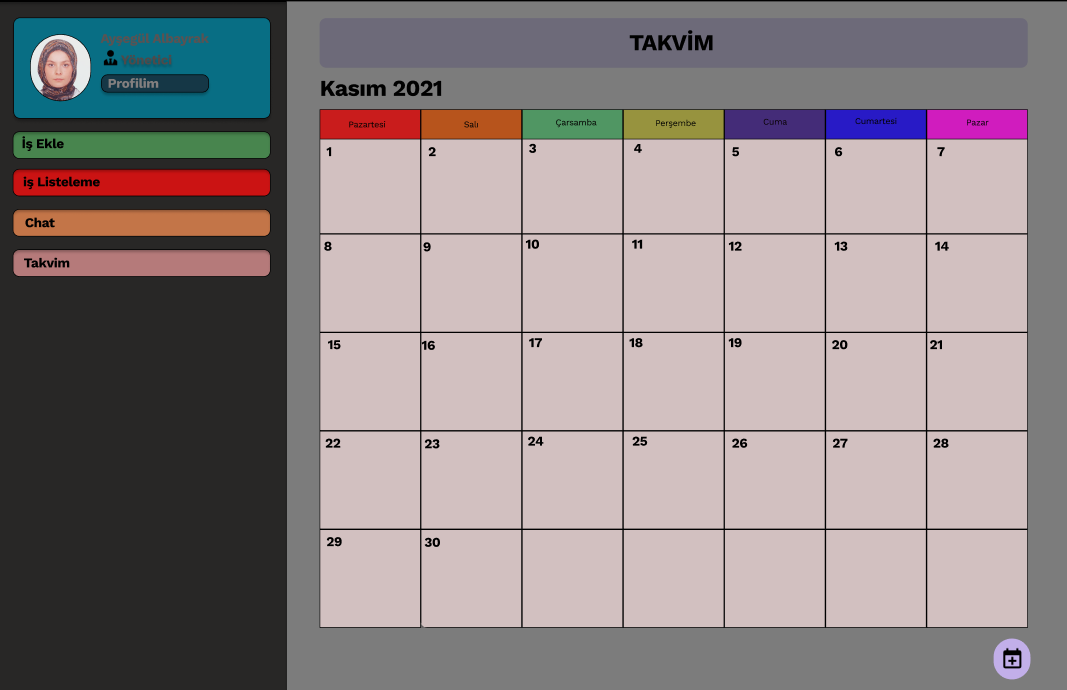 Ayşegül Albayrak
Yönetici
Profilim
İş Ekle
iş Listeleme
Chat
Takvim
TAKVİM
Kasım 2021
Pazartesi Salı Çarsamba Perşembe Cuma Cumartesi Pazar
1 2 3 4 5 6 7
8 9 10 11 12 13 14
15 16 17 18 19 20 21
22 23 24 25 26 27 28
29 30